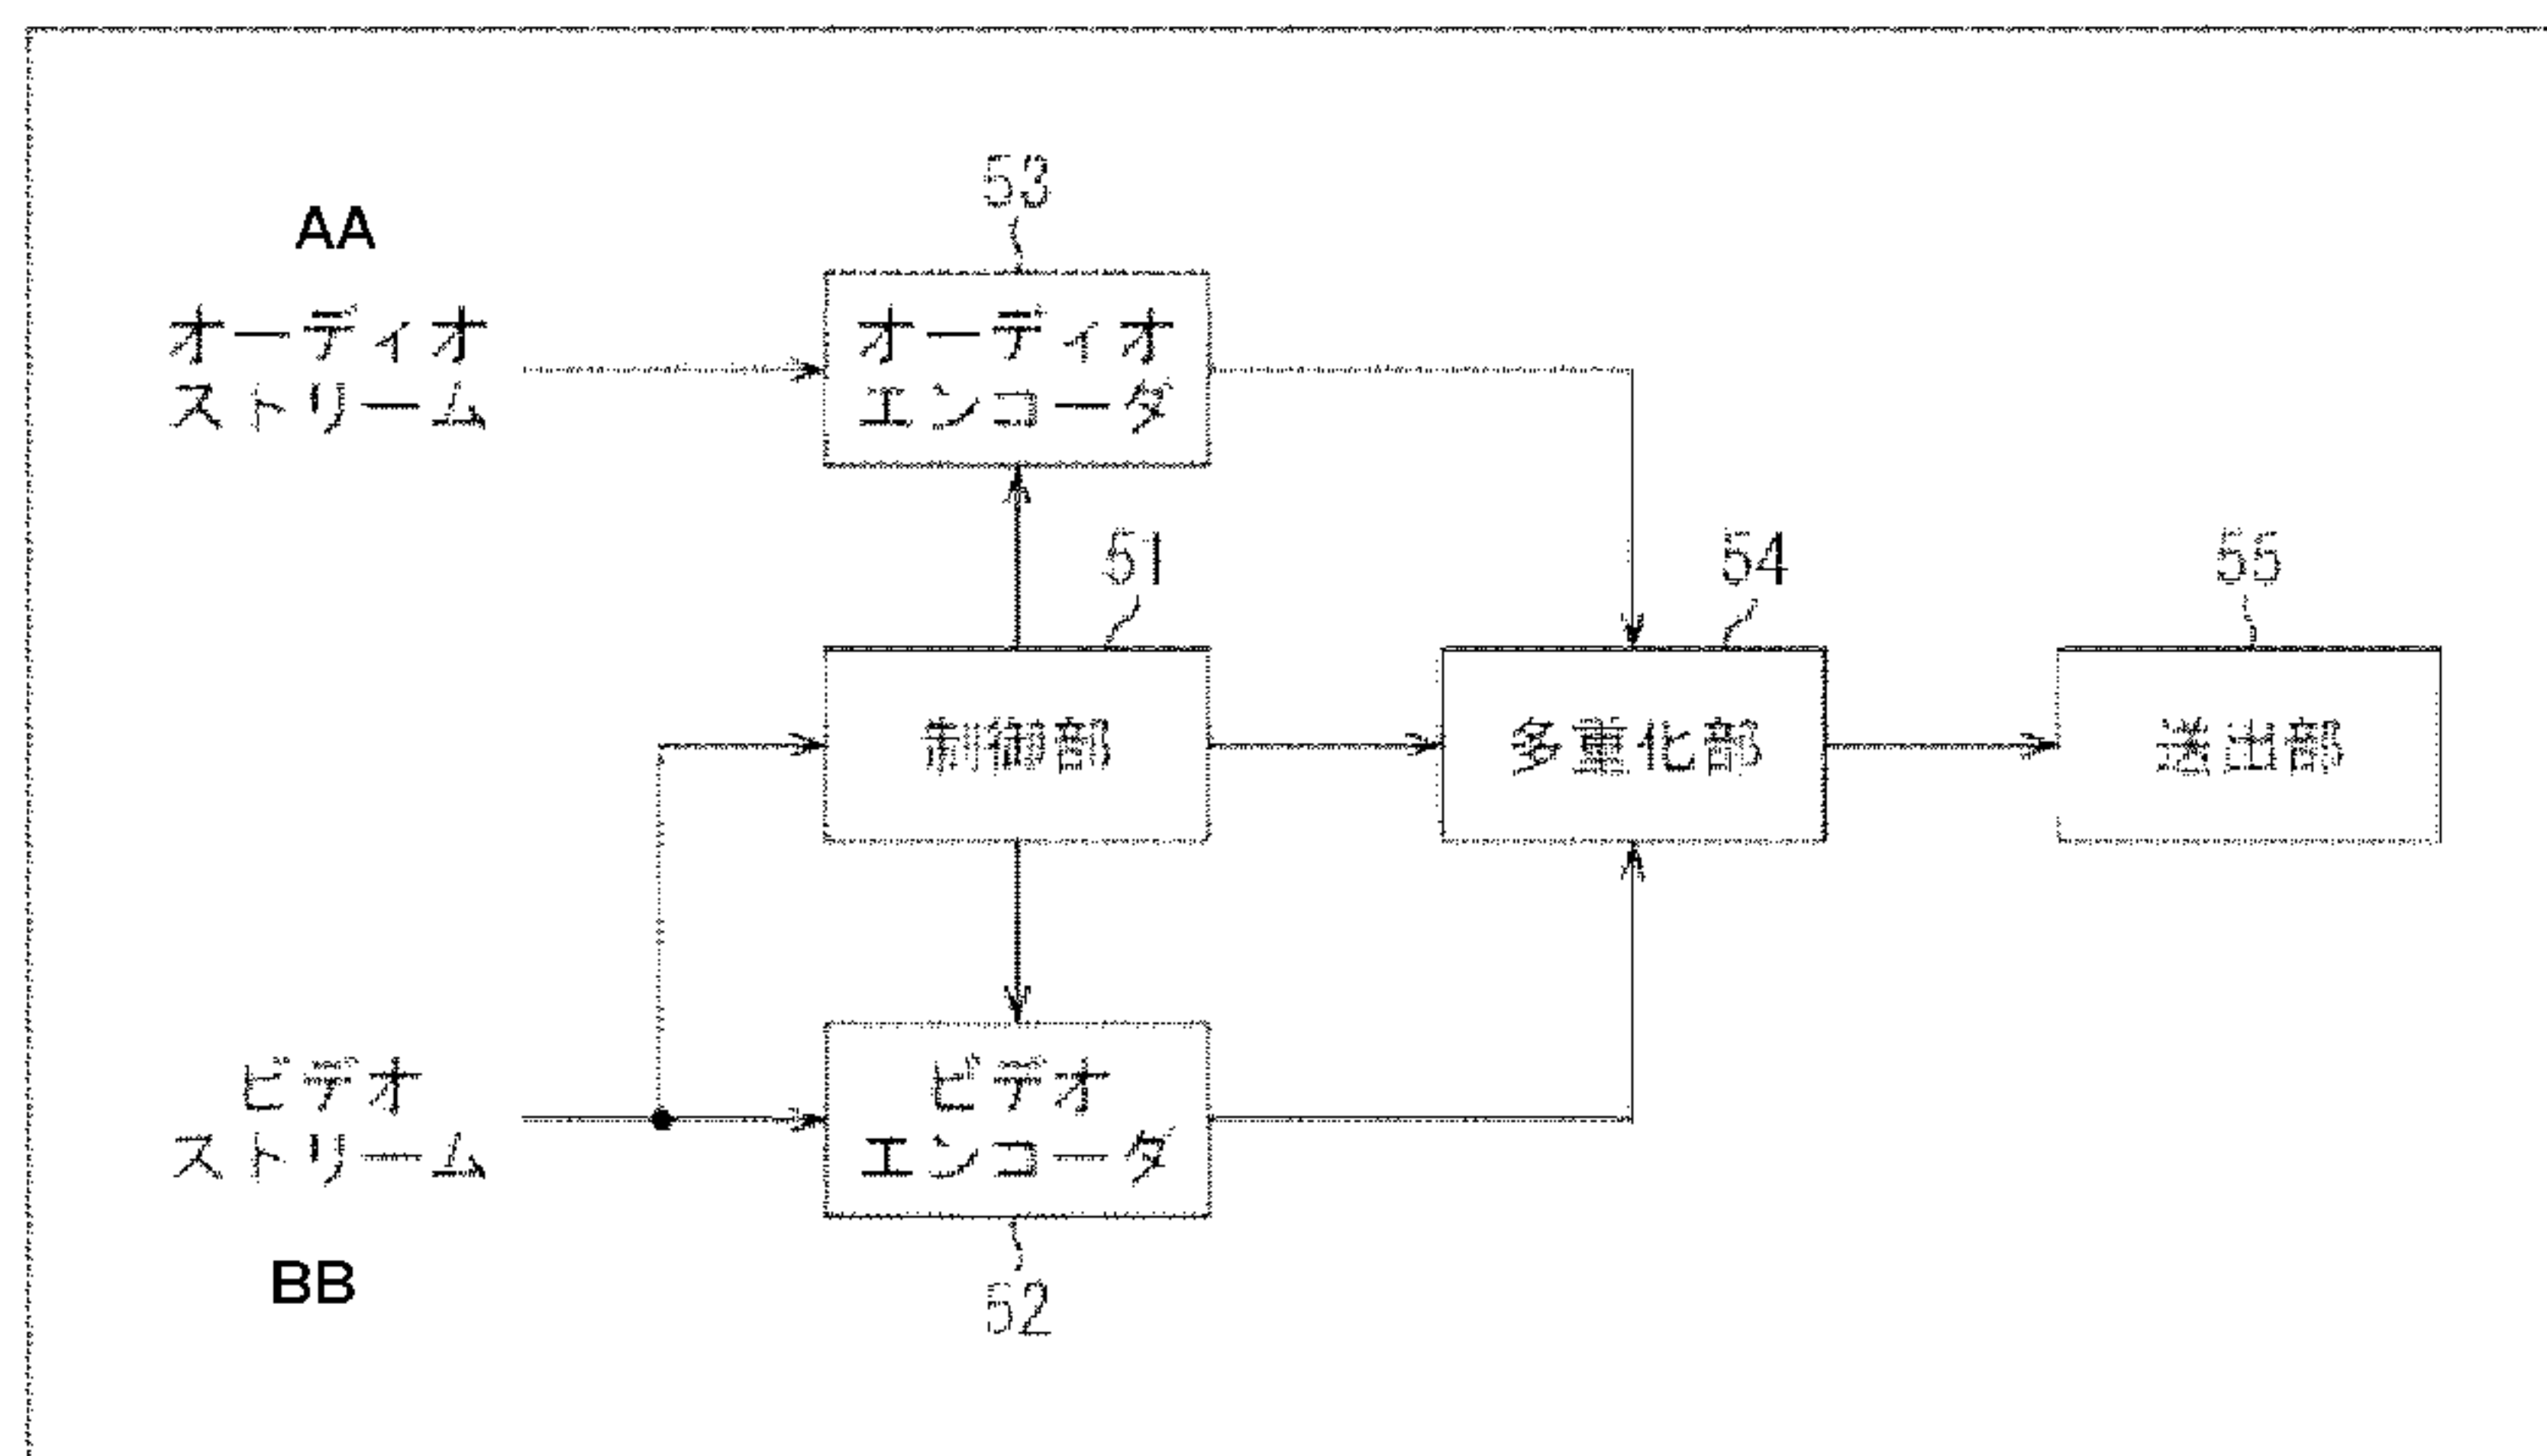 53
AA
オーディオ
ストリーム
オーディオ
エンコーダ
51
54
55
制御部
多重化部
送出部
ビデオ
ストリーム
ビデオ
エンコーダ
BB
52